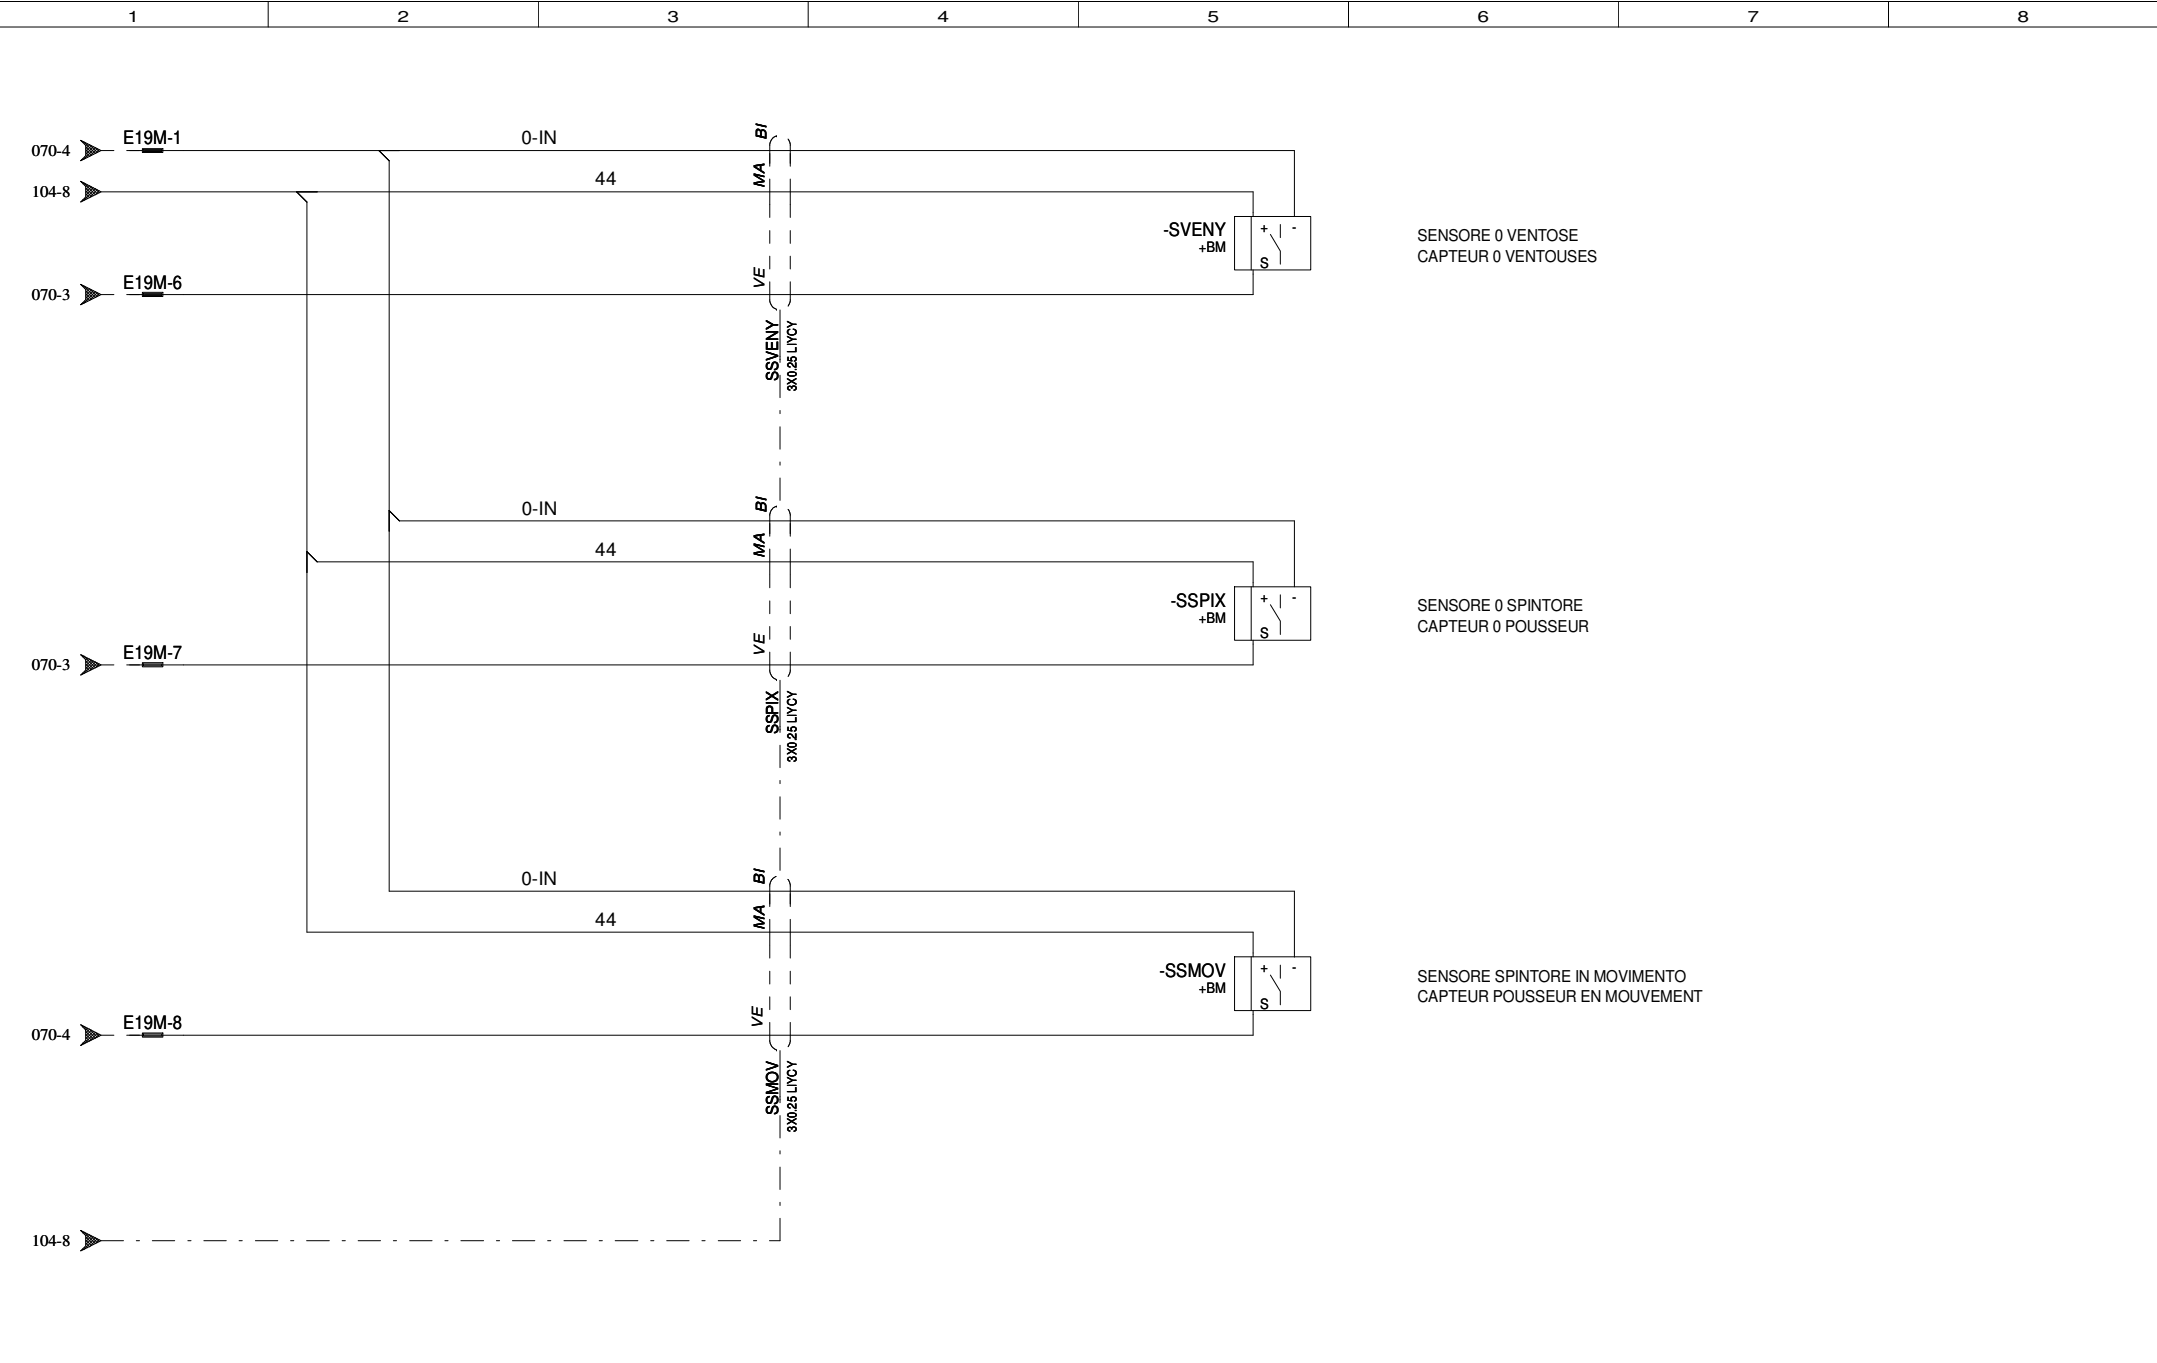 1 2 3 4 5 6 7 8
070-4 E19M-1 0-IN BI
104-8 44 MA
-SVENY
+BM
+ -
S
SENSORE 0 VENTOSE
CAPTEUR 0 VENTOUSES
070-3 E19M-6 VE
SSVENY
3X0.25 LIYCY
0-IN BI
44 MA
-SSPIX
+BM
+ -
S
SENSORE 0 SPINTORE
CAPTEUR 0 POUSSEUR
070-3 E19M-7 VE
SSPIX
3X0.25 LIYCY
0-IN BI
44 MA
-SSMOV
+BM
+ -
S
SENSORE SPINTORE IN MOVIMENTO
CAPTEUR POUSSEUR EN MOUVEMENT
070-4 E19M-8 VE
SSMOV
3X0.25 LIYCY
104-8